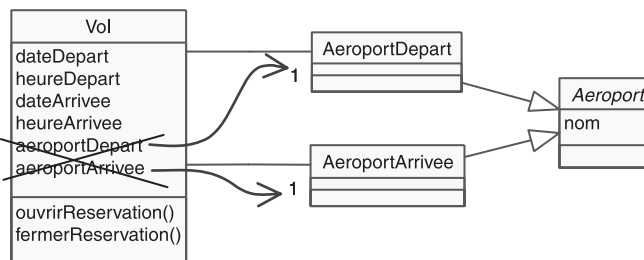 Vol
dateDepart
heureDepart
dateArrivee
heureArrivee
aeroportDepart
aeroportArrivee
ouvrirReservation()
fermerReservation()
AeroportDepart
1
AeroportArrivee
1
Aeroport
nom